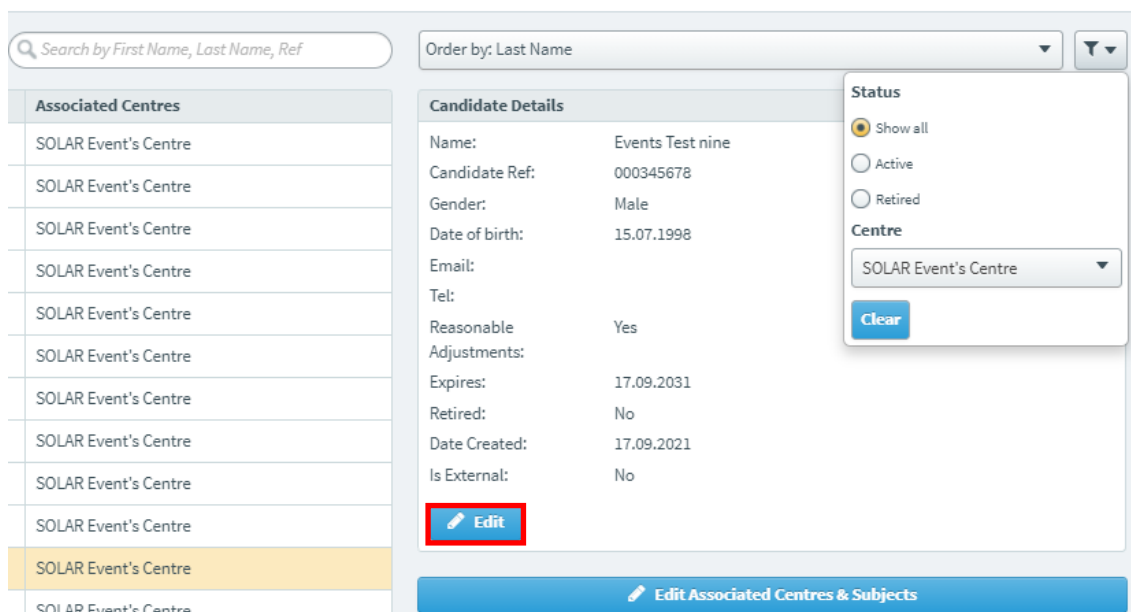 Search by First Name, Last Name, Ref
Order by: Last Name
Associated Centres
SOLAR Event's Centre
SOLAR Event's Centre
SOLAR Event's Centre
SOLAR Event's Centre
SOLAR Event's Centre
SOLAR Event's Centre
SOLAR Event's Centre
SOLAR Event's Centre
SOLAR Event's Centre
SOLAR Event's Centre
SOLAR Event's Centre
SOLAR Event's Centre
Candidate Details
Name: Events Test nine
Candidate Ref: 000345678
Gender: Male
Date of birth: 15.07.1998
Email:
Tel:
Reasonable Yes
Adjustments:
Expires: 17.09.2031
Retired: No
Date Created: 17.09.2021
Is External: No
Edit
Edit Associated Centres & Subjects
Status
Show all
Active
Retired
Centre
SOLAR Event's Centre
Clear